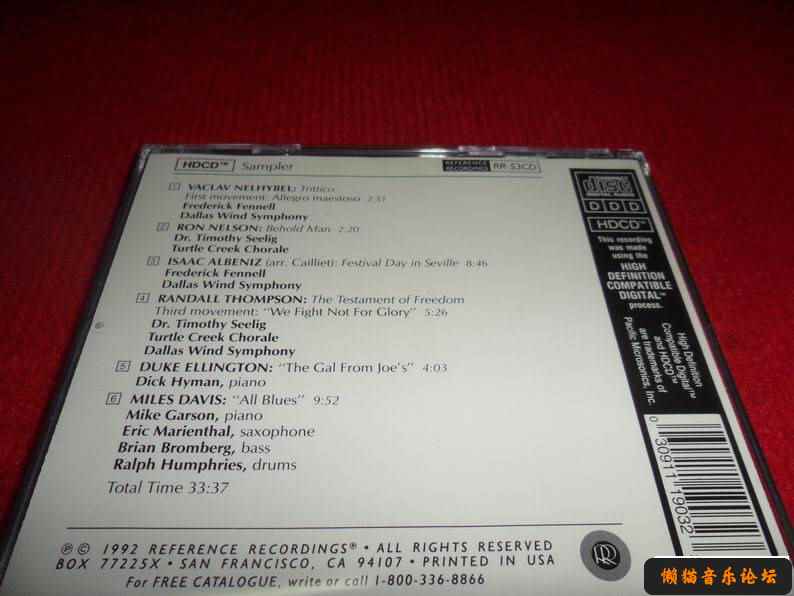 HDCD™ Sampler REFERENCE RECORDINGS RR-53CD
1 VACLAV NELHYBEL: Trittico
First movement: Allegro maestoso 2:51
Frederick Fennell
Dallas Wind Symphony
2 RON NELSON: Behold Man 2:20
Dr. Timothy Seelig
Turtle Creek Chorale
3 ISAAC ALBENIZ (arr. Cailliet): Festival Day in Seville 8:46
Frederick Fennell
Dallas Wind Symphony
4 RANDALL THOMPSON: The Testament of Freedom
Third movement: "We Fight Not For Glory" 5:26
Dr. Timothy Seelig
Turtle Creek Chorale
Dallas Wind Symphony
5 DUKE ELLINGTON: "The Gal From Joe's" 4:03
Dick Hyman, piano
6 MILES DAVIS: "All Blues" 9:52
Mike Garson, piano
Eric Marienthal, saxophone
Brian Bromberg, bass
Ralph Humphries, drums
Total Time 33:37
℗ © 1992 REFERENCE RECORDINGS® • ALL RIGHTS RESERVED
BOX 77225X • SAN FRANCISCO, CA 94107 • PRINTED IN USA
For FREE CATALOGUE, write or call 1-800-336-8866
RR
disc
D D D
HDCD™
This recording
was made
using the
HIGH
DEFINITION
COMPATIBLE
DIGITAL™
process.
High Definition
Compatible Digital™
and HDCD™
are trademarks of
Pacific Microsonics, Inc.
0 30911 19032
懒猫音乐论坛